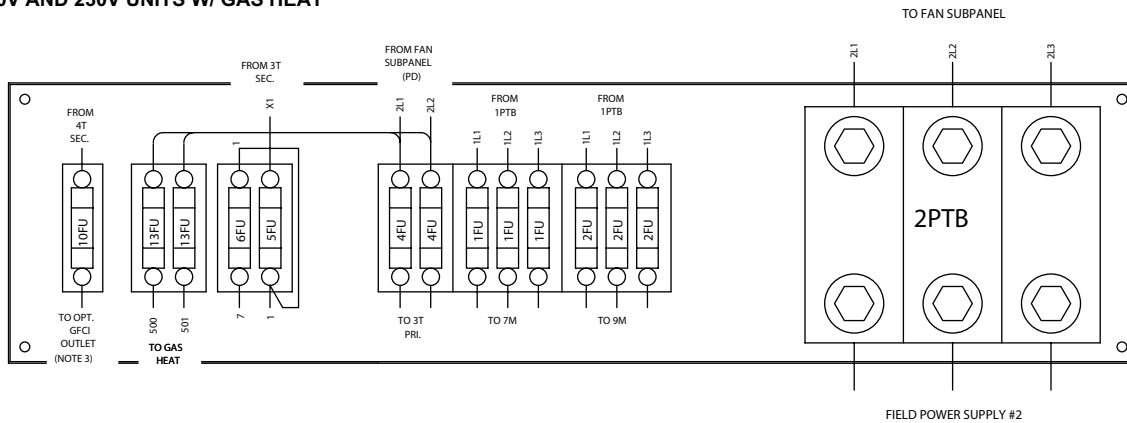 0V AND 230V UNITS W/ GAS HEAT
TO FAN SUBPANEL
2L1
2L2
2L3
FROM 4T
SEC.
FROM 3T
SEC.
X1
1
FROM FAN
SUBPANEL
(PD)
2L1
2L2
FROM
1PTB
1L1
1L2
1L3
FROM
1PTB
1L1
1L2
1L3
10FU
13FU
13FU
6FU
5FU
4FU
4FU
1FU
1FU
1FU
2FU
2FU
2FU
2PTB
TO OPT.
GFCI
OUTLET
(NOTE 3)
500
501
TO GAS
HEAT
7
1
TO 3T
PRI.
TO 7M
TO 9M
FIELD POWER SUPPLY #2